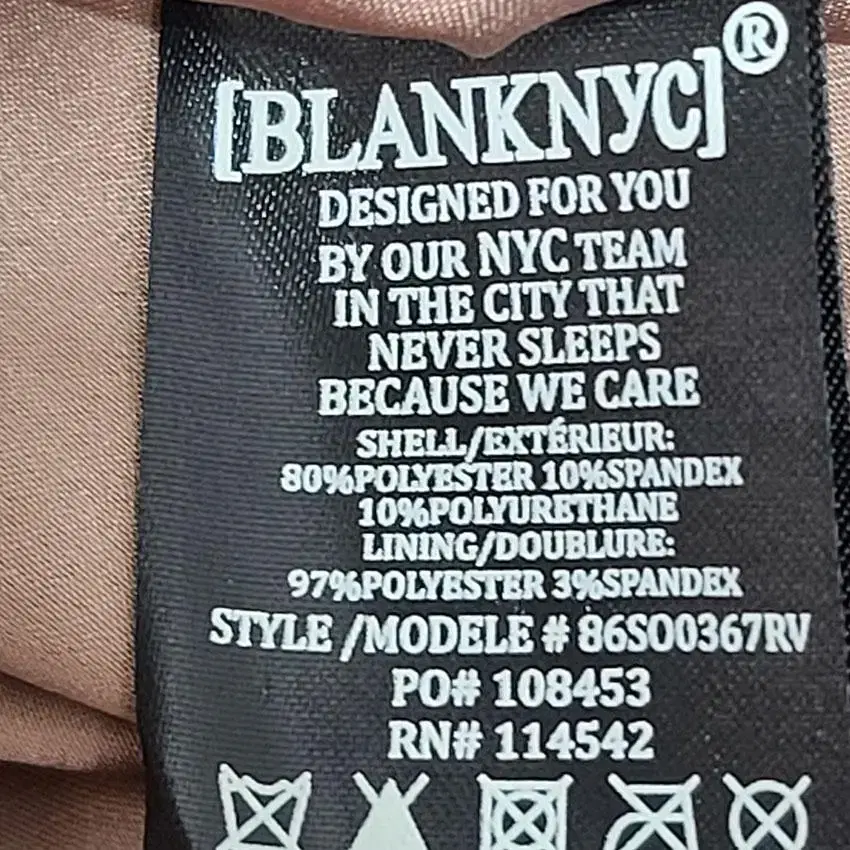 [BLANKNYC]®
DESIGNED FOR YOU
BY OUR NYC TEAM
IN THE CITY THAT
NEVER SLEEPS
BECAUSE WE CARE
SHELL/EXTÉRIEUR:
80%POLYESTER 10%SPANDEX
10%POLYURETHANE
LINING/DOUBLURE:
97%POLYESTER 3%SPANDEX
STYLE /MODELE # 86SO0367RV
PO# 108453
RN# 114542